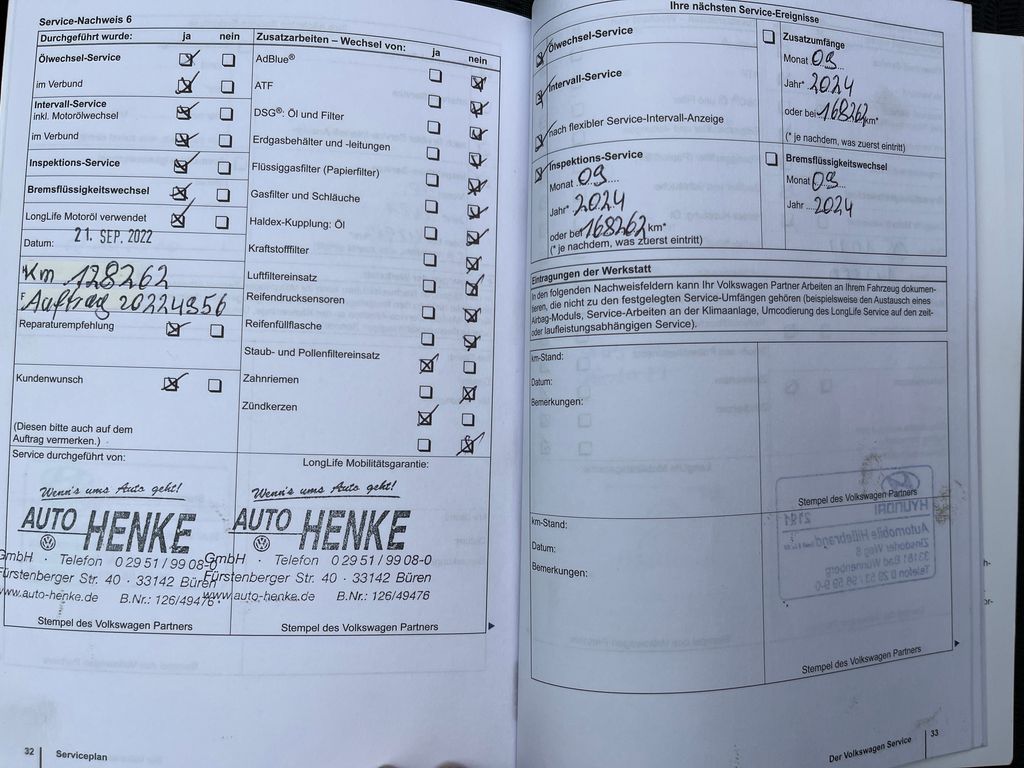 Service-Nachweis 6
Durchgeführt wurde: ja nein
Ölwechsel-Service
im Verbund
Intervall-Service
inkl. Motorölwechsel
im Verbund
Inspektions-Service
Bremsflüssigkeitswechsel
LongLife Motoröl verwendet
Datum: 21. SEP. 2022
Km 128262
Auftrag 20224956
Reparaturempfehlung
Kundenwunsch
(Diesen bitte auch auf dem
Auftrag vermerken.)
Zusatzarbeiten – Wechsel von: ja nein
AdBlue®
ATF
DSG®: Öl und Filter
Erdgasbehälter und -leitungen
Flüssiggasfilter (Papierfilter)
Gasfilter und Schläuche
Haldex-Kupplung: Öl
Kraftstofffilter
Luftfiltereinsatz
Reifendrucksensoren
Reifenfüllflasche
Staub- und Pollenfiltereinsatz
Zahnriemen
Zündkerzen
Service durchgeführt von:
Wenn's ums Auto geht!
AUTO HENKE
GmbH · Telefon 0 29 51 / 99 08-0
Fürstenberger Str. 40 · 33142 Büren
www.auto-henke.de B.Nr.: 126/49476
Stempel des Volkswagen Partners
LongLife Mobilitätsgarantie:
Wenn's ums Auto geht!
AUTO HENKE
GmbH · Telefon 0 29 51 / 99 08-0
Fürstenberger Str. 40 · 33142 Büren
www.auto-henke.de B.Nr.: 126/49476
Stempel des Volkswagen Partners
32 Serviceplan
Ihre nächsten Service-Ereignisse
Ölwechsel-Service
Intervall-Service
nach flexibler Service-Intervall-Anzeige
Zusatzumfänge
Monat 09
Jahr* 2024
oder bei 168262 km*
(* je nachdem, was zuerst eintritt)
Inspektions-Service
Monat 09
Jahr* 2024
oder bei 168262 km*
(* je nachdem, was zuerst eintritt)
Bremsflüssigkeitswechsel
Monat 09
Jahr 2024
Eintragungen der Werkstatt
In den folgenden Nachweisfeldern kann Ihr Volkswagen Partner Arbeiten an Ihrem Fahrzeug dokumen-
tieren, die nicht zu den festgelegten Service-Umfängen gehören (beispielsweise den Austausch eines
Airbag-Moduls, Service-Arbeiten an der Klimaanlage, Umcodierung des LongLife Service auf den zeit-
oder laufleistungsabhängigen Service).
km-Stand:
Datum:
Bemerkungen:
Stempel des Volkswagen Partners
km-Stand:
Datum:
Bemerkungen:
Stempel des Volkswagen Partners
Der Volkswagen Service 33